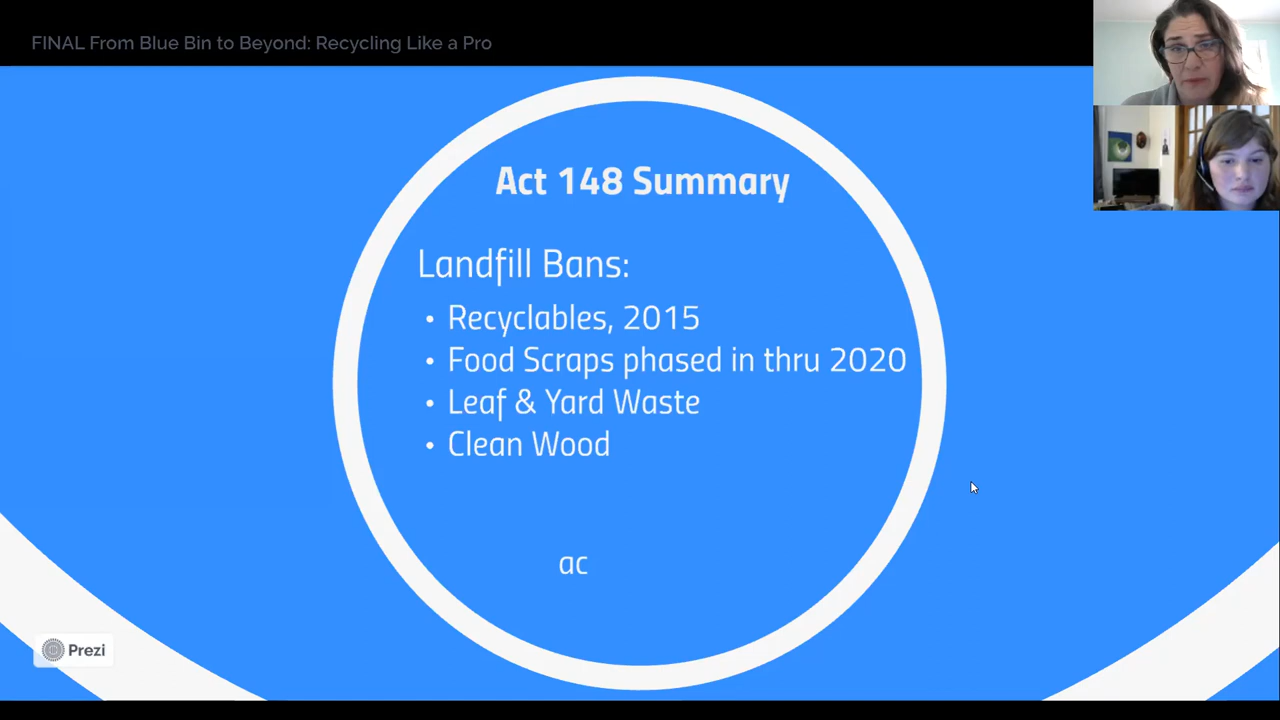 FINAL From Blue Bin to Beyond: Recycling Like a Pro
Act 148 Summary
Landfill Bans:
• Recyclables, 2015
• Food Scraps phased in thru 2020
• Leaf & Yard Waste
• Clean Wood
ac
Prezi